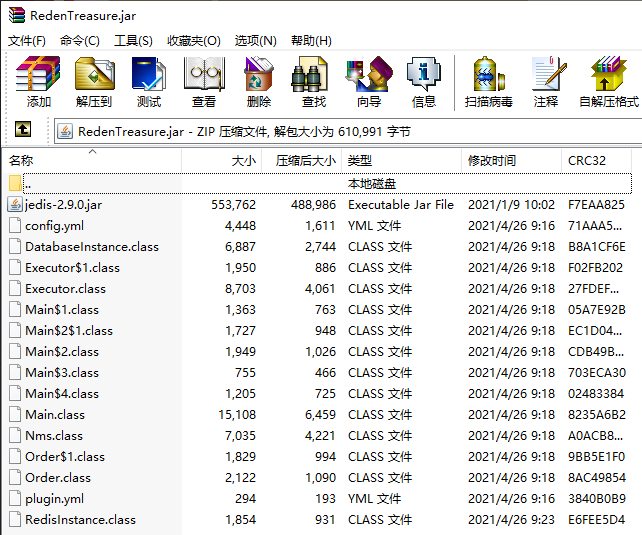 RedenTreasure.jar
文件(F) 命令(C) 工具(S) 收藏夹(O) 选项(N) 帮助(H)
添加 解压到 测试 查看 删除 查找 向导 信息 扫描病毒 注释 自解压格式
RedenTreasure.jar - ZIP 压缩文件, 解包大小为 610,991 字节
名称 大小 压缩后大小 类型 修改时间 CRC32
.. 本地磁盘
jedis-2.9.0.jar 553,762 488,986 Executable Jar File 2021/1/9 10:02 F7EAA825
config.yml 4,448 1,611 YML 文件 2021/4/26 9:16 71AAA5...
DatabaseInstance.class 6,887 2,744 CLASS 文件 2021/4/26 9:18 B8A1CF6E
Executor$1.class 1,950 886 CLASS 文件 2021/4/26 9:18 F02FB202
Executor.class 8,703 4,061 CLASS 文件 2021/4/26 9:18 27FDEF...
Main$1.class 1,363 763 CLASS 文件 2021/4/26 9:18 05A7E92B
Main$2$1.class 1,727 948 CLASS 文件 2021/4/26 9:18 EC1D04...
Main$2.class 1,949 1,026 CLASS 文件 2021/4/26 9:18 CDB49B...
Main$3.class 755 466 CLASS 文件 2021/4/26 9:18 703ECA30
Main$4.class 1,205 725 CLASS 文件 2021/4/26 9:18 02483384
Main.class 15,108 6,459 CLASS 文件 2021/4/26 9:18 8235A6B2
Nms.class 7,035 4,221 CLASS 文件 2021/4/26 9:18 A0ACB8...
Order$1.class 1,829 994 CLASS 文件 2021/4/26 9:18 9BB5E1F0
Order.class 2,122 1,090 CLASS 文件 2021/4/26 9:18 8AC49854
plugin.yml 294 193 YML 文件 2021/4/26 9:16 3840B0B9
RedisInstance.class 1,854 931 CLASS 文件 2021/4/26 9:23 E6FEE5D4